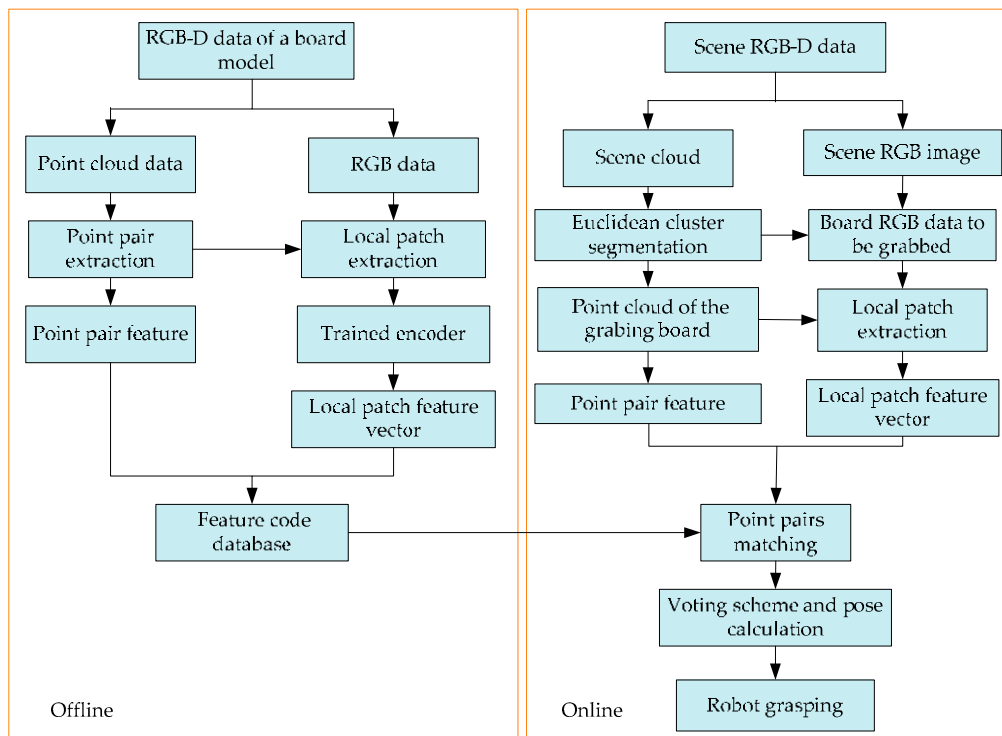 RGB-D data of a board
model
Point cloud data
RGB data
Point pair
extraction
Local patch
extraction
Point pair feature
Trained encoder
Local patch feature
vector
Feature code
database
Offline
Scene RGB-D data
Scene cloud
Scene RGB image
Euclidean cluster
segmentation
Board RGB data to
be grabbed
Point cloud of the
grabing board
Local patch
extraction
Point pair feature
Local patch feature
vector
Point pairs
matching
Voting scheme and pose
calculation
Robot grasping
Online